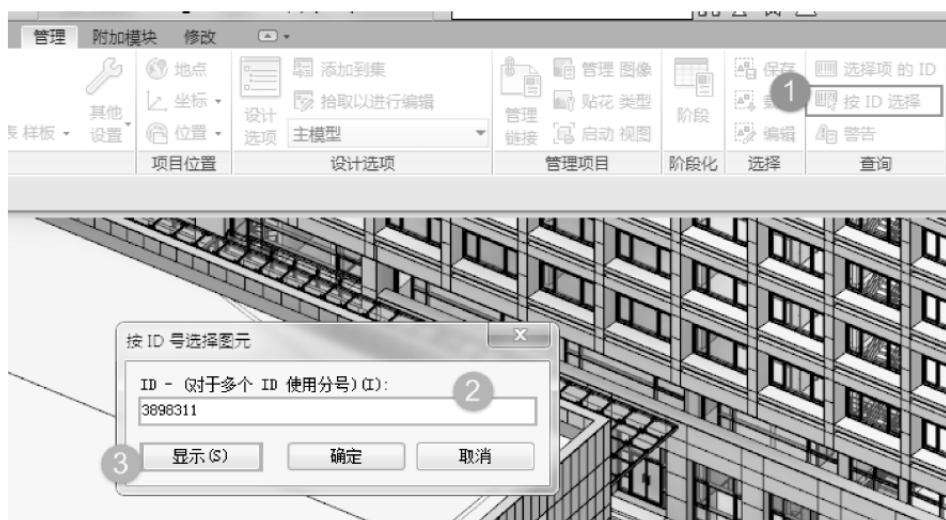 管理 附加模块 修改
地点 添加到集 管理 图像 保存 选择项 的 ID
其他 坐标 设计 拾取以进行编辑 管理 贴花 类型 阶段 1 按 ID 选择
样板 设置 位置 选项 主模型 链接 启动 视图 编辑 警告
项目位置 设计选项 管理项目 阶段化 选择 查询
按 ID 号选择图元
ID - (对于多个 ID 使用分号)(I):
2
3898311
3 显示(S) 确定 取消